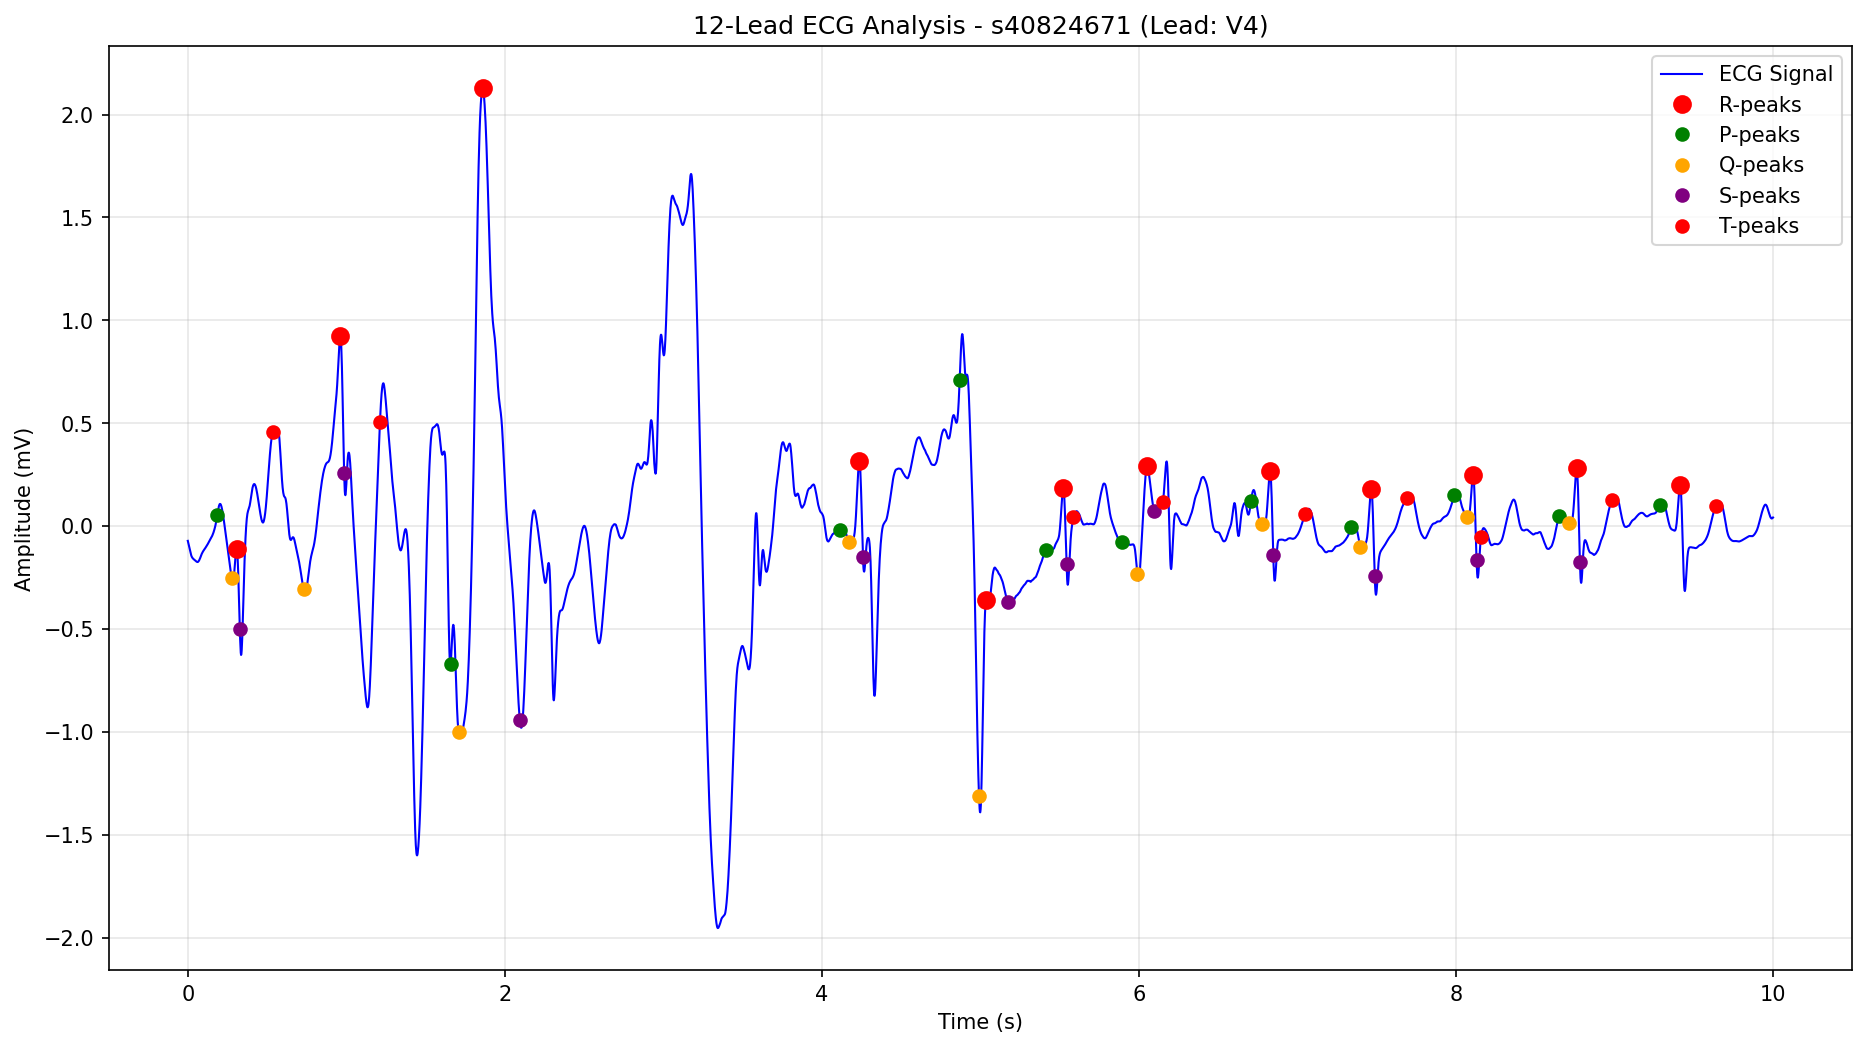 12-Lead ECG Analysis - s40824671 (Lead: V4)
ECG Signal
R-peaks
P-peaks
Q-peaks
S-peaks
T-peaks
Amplitude (mV)
2.0
1.5
1.0
0.5
0.0
−0.5
−1.0
−1.5
−2.0
0 2 4 6 8 10
Time (s)